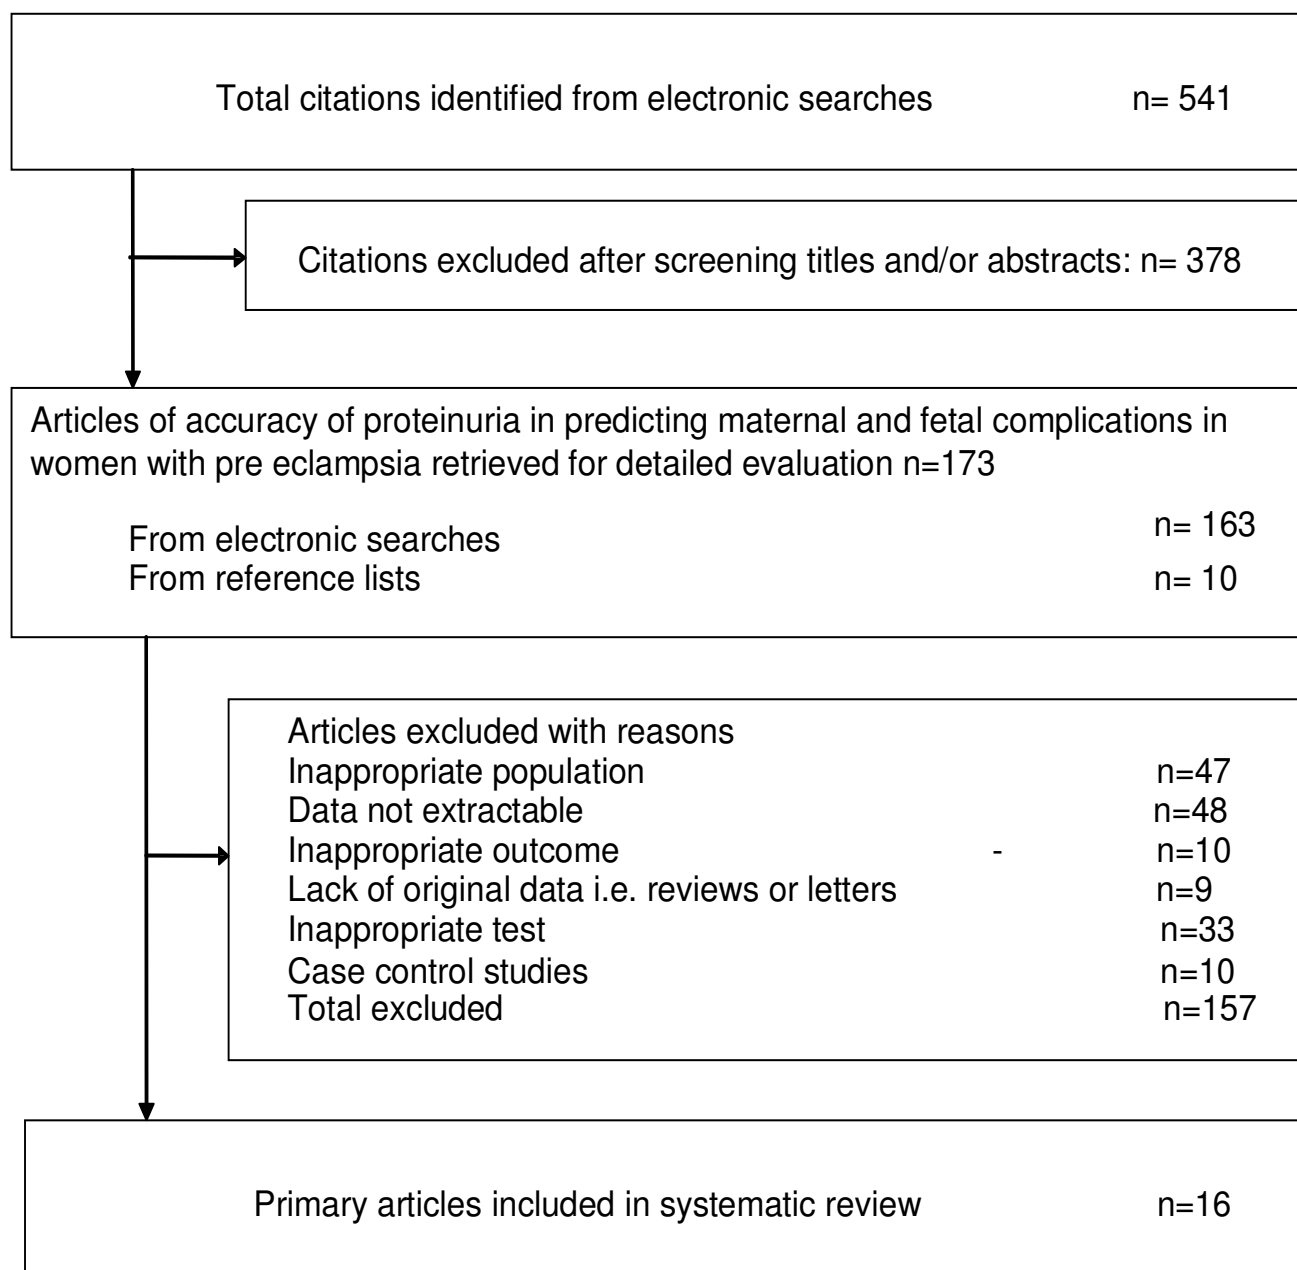 Total citations identified from electronic searches n= 541
Citations excluded after screening titles and/or abstracts: n= 378
Articles of accuracy of proteinuria in predicting maternal and fetal complications in
women with pre eclampsia retrieved for detailed evaluation n=173
From electronic searches n= 163
From reference lists n= 10
Articles excluded with reasons
Inappropriate population n=47
Data not extractable n=48
Inappropriate outcome - n=10
Lack of original data i.e. reviews or letters n=9
Inappropriate test n=33
Case control studies n=10
Total excluded n=157
Primary articles included in systematic review n=16